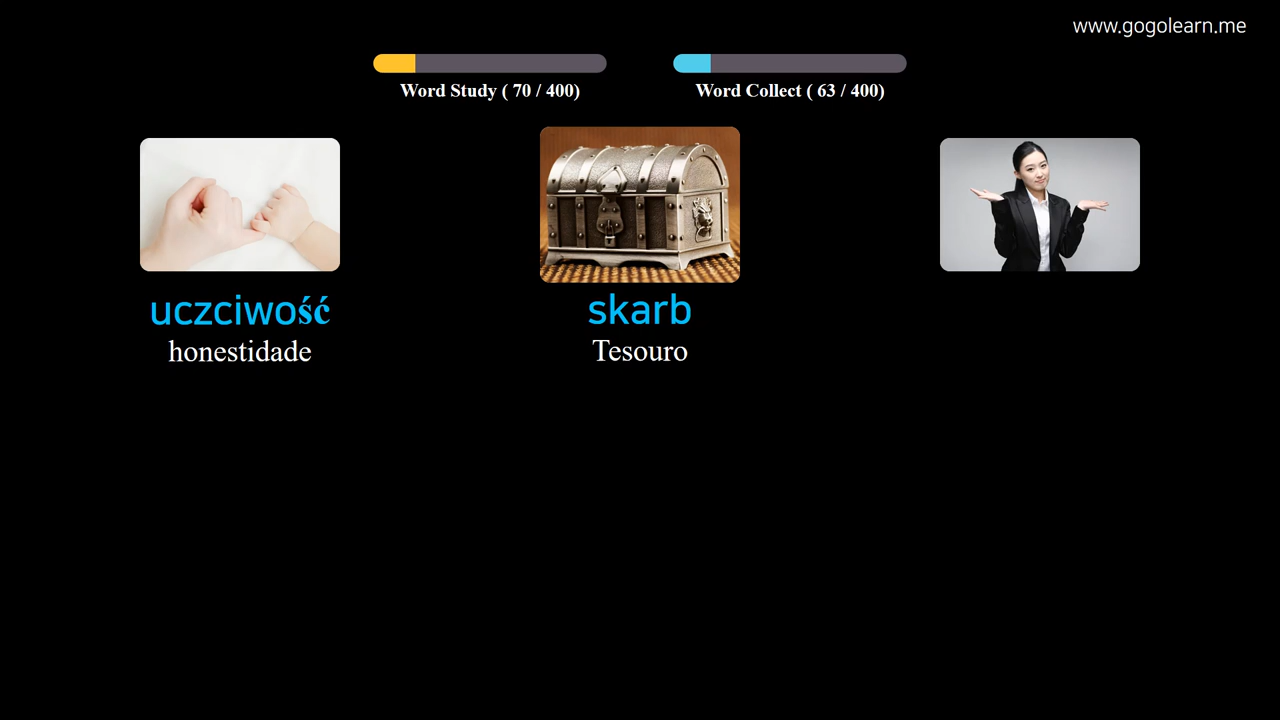 www.gogolearn.me
Word Study ( 70 / 400)
Word Collect ( 63 / 400)
uczciwość
honestidade
skarb
Tesouro